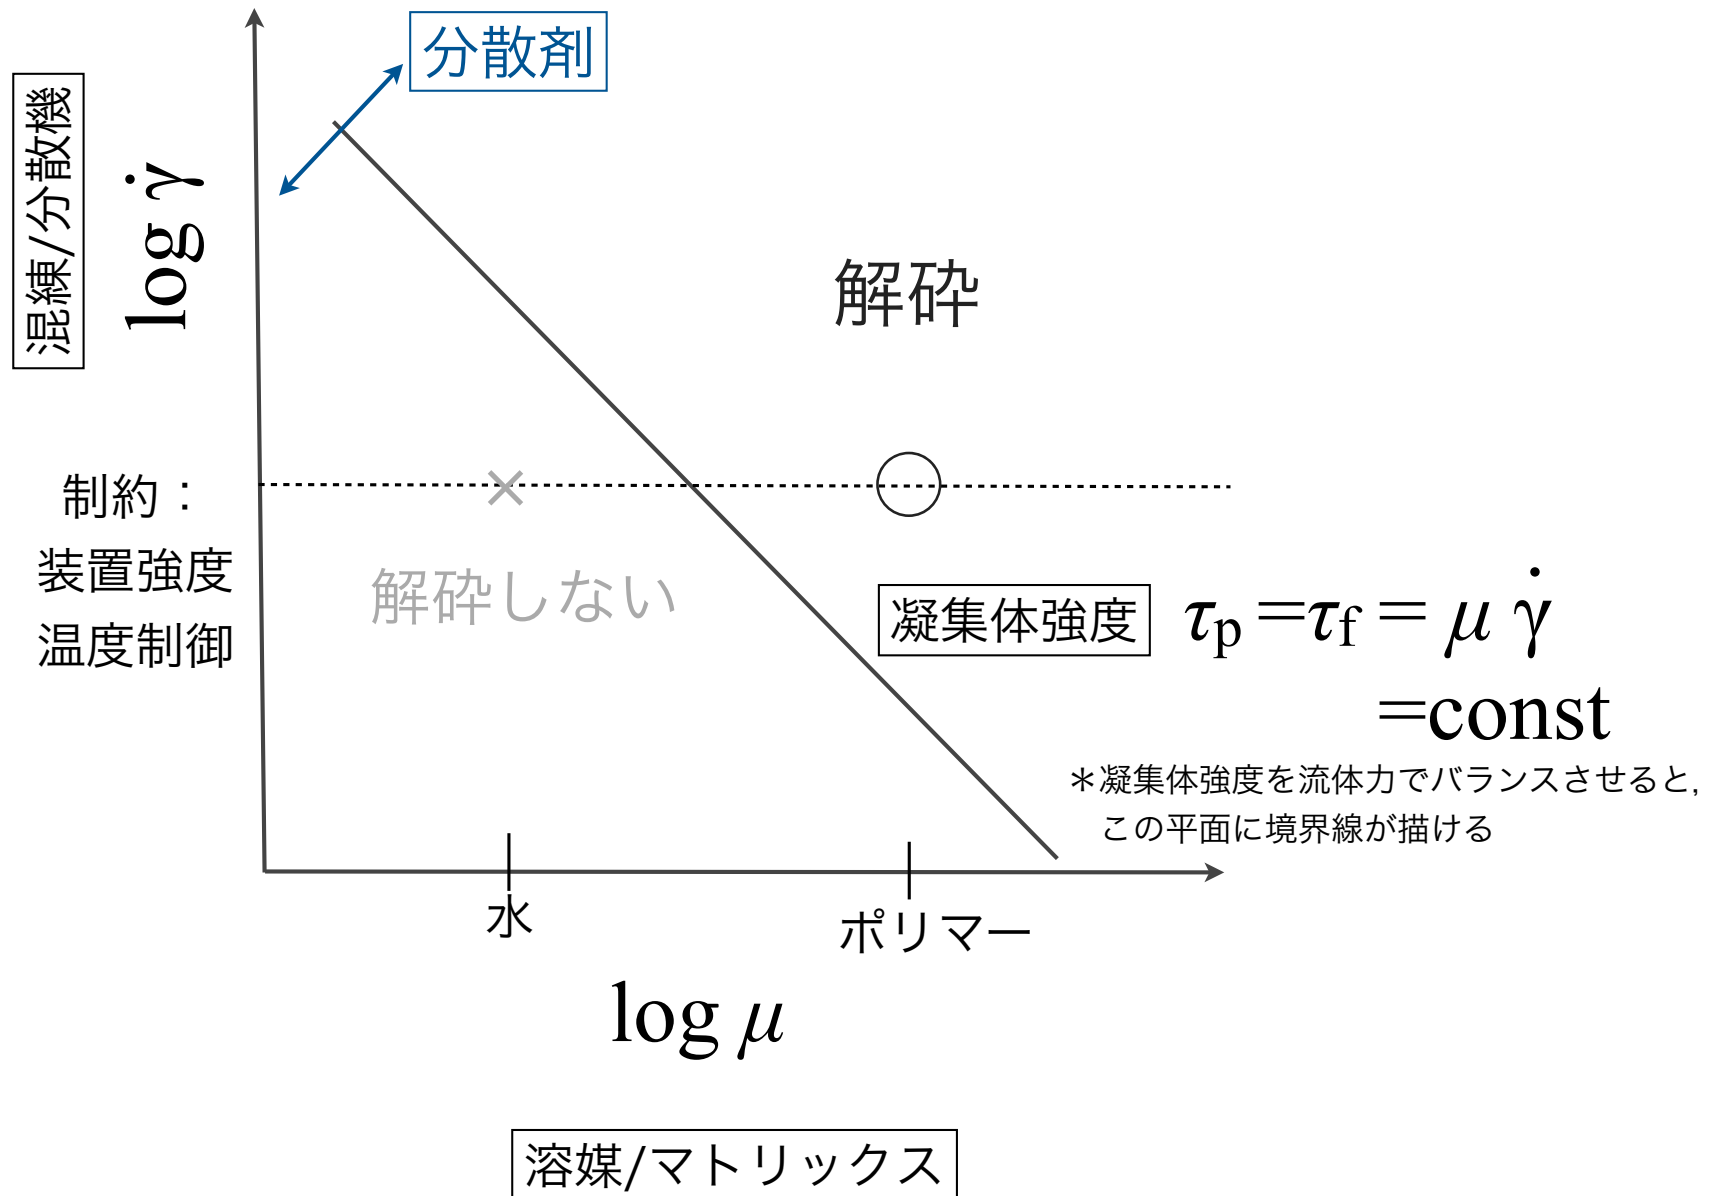 分散剤
混練/分散機
log γ̇
解砕
制約：
装置強度
温度制御
×
解砕しない
凝集体強度
τp =τf = μ γ̇
=const
＊凝集体強度を流体力でバランスさせると,
この平面に境界線が描ける
水
ポリマー
log μ
溶媒/マトリックス